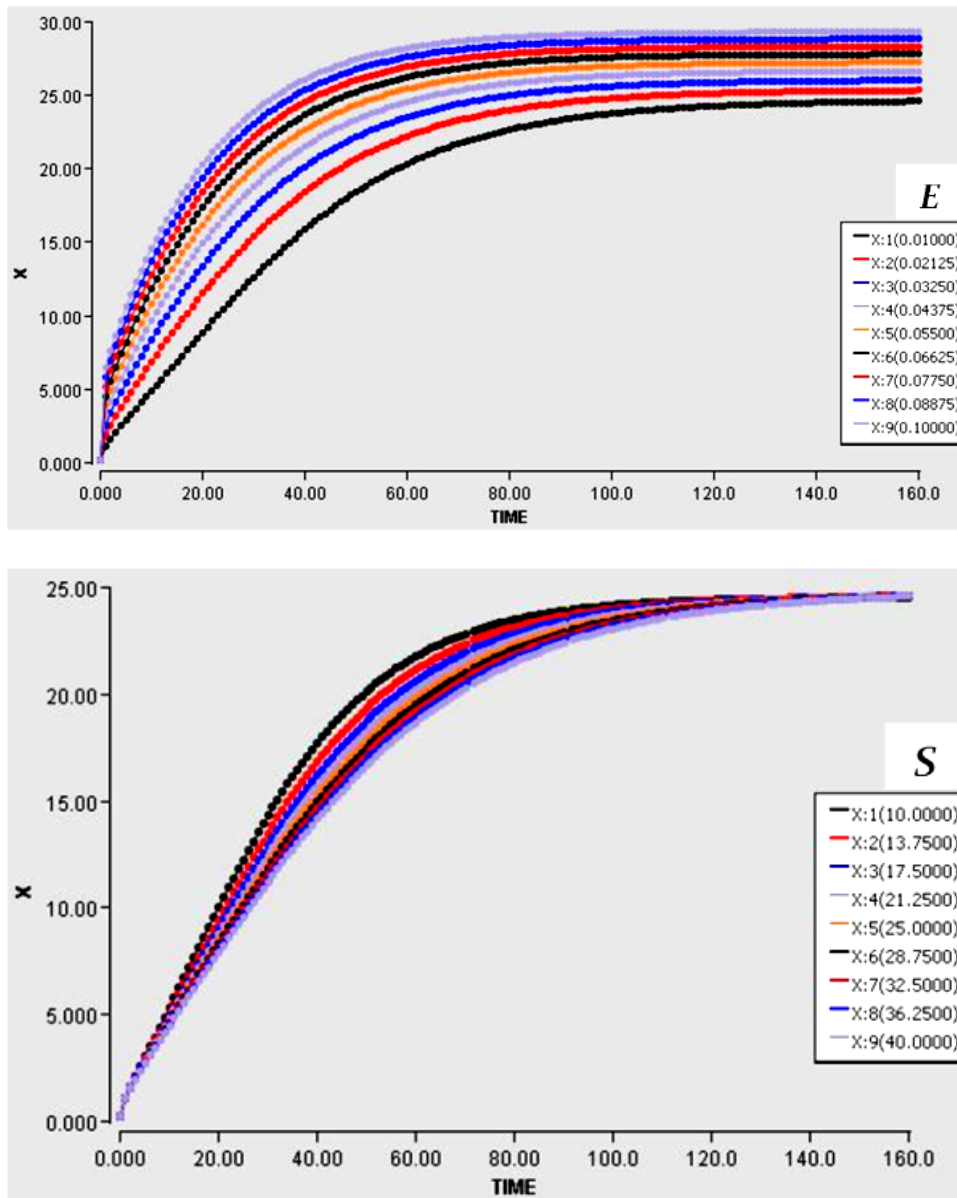 30.00
25.00
20.00
15.00
10.00
5.000
0.000
X
E
X:1(0.01000)
X:2(0.02125)
X:3(0.03250)
X:4(0.04375)
X:5(0.05500)
X:6(0.06625)
X:7(0.07750)
X:8(0.08875)
X:9(0.10000)
0.000 20.00 40.00 60.00 80.00 100.0 120.0 140.0 160.0
TIME
25.00
20.00
15.00
10.00
5.000
0.000
X
S
X:1(10.0000)
X:2(13.7500)
X:3(17.5000)
X:4(21.2500)
X:5(25.0000)
X:6(28.7500)
X:7(32.5000)
X:8(36.2500)
X:9(40.0000)
0.000 20.00 40.00 60.00 80.00 100.0 120.0 140.0 160.0
TIME